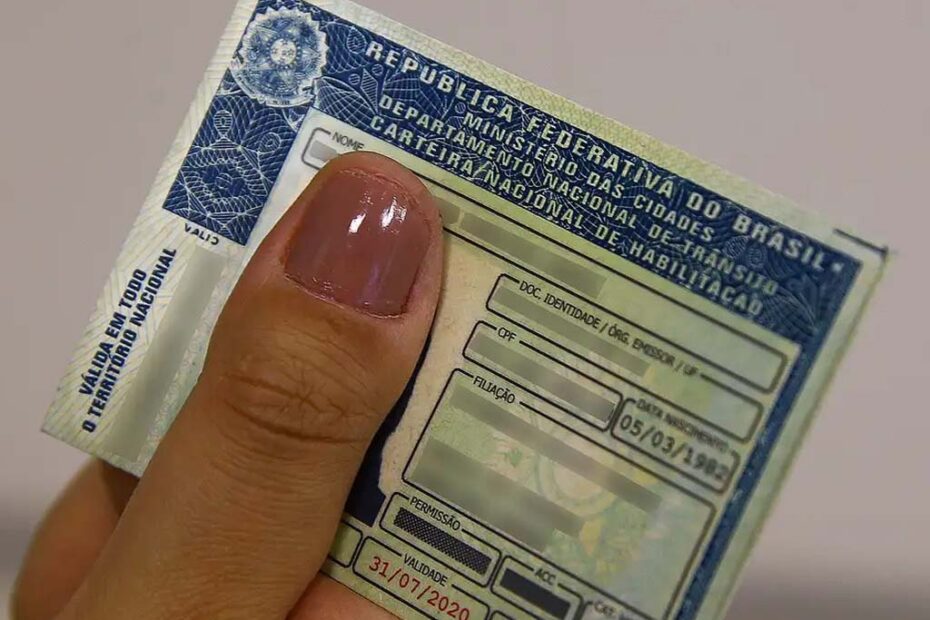 REPÚBLICA FEDERATIVA DO BRASIL
MINISTÉRIO DAS CIDADES
DEPARTAMENTO NACIONAL DE TRÂNSITO
CARTEIRA NACIONAL DE HABILITAÇÃO
NOME
VÁLIDA EM TODO
O TERRITÓRIO NACIONAL
DOC. IDENTIDADE / ÓRG. EMISSOR / UF
CPF
DATA NASCIMENTO
05/03/1982
FILIAÇÃO
PERMISSÃO
ACC
VALIDADE
31/07/2020